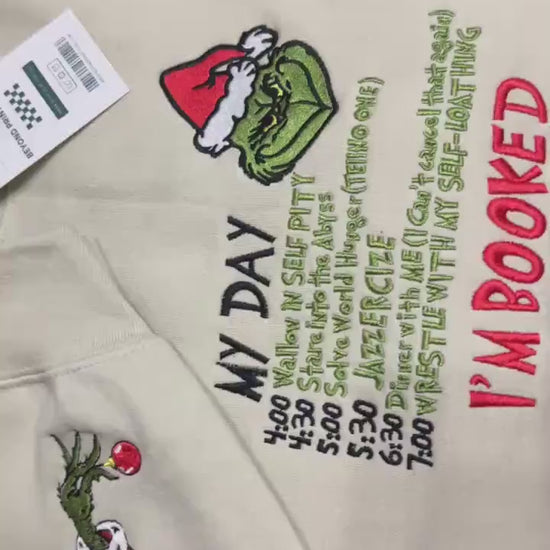 MY DAY
4:00 Wallow IN SELF PITY
4:30 Stare into the Abyss
5:00 Solve World Hunger (TELL NO ONE)
5:30 JAZZERCIZE
6:30 Dinner with ME (I Can't cancel that again)
7:00 WRESTLE WITH MY SELF-LOATHING
I'M BOOKED
BEYOND PRINT